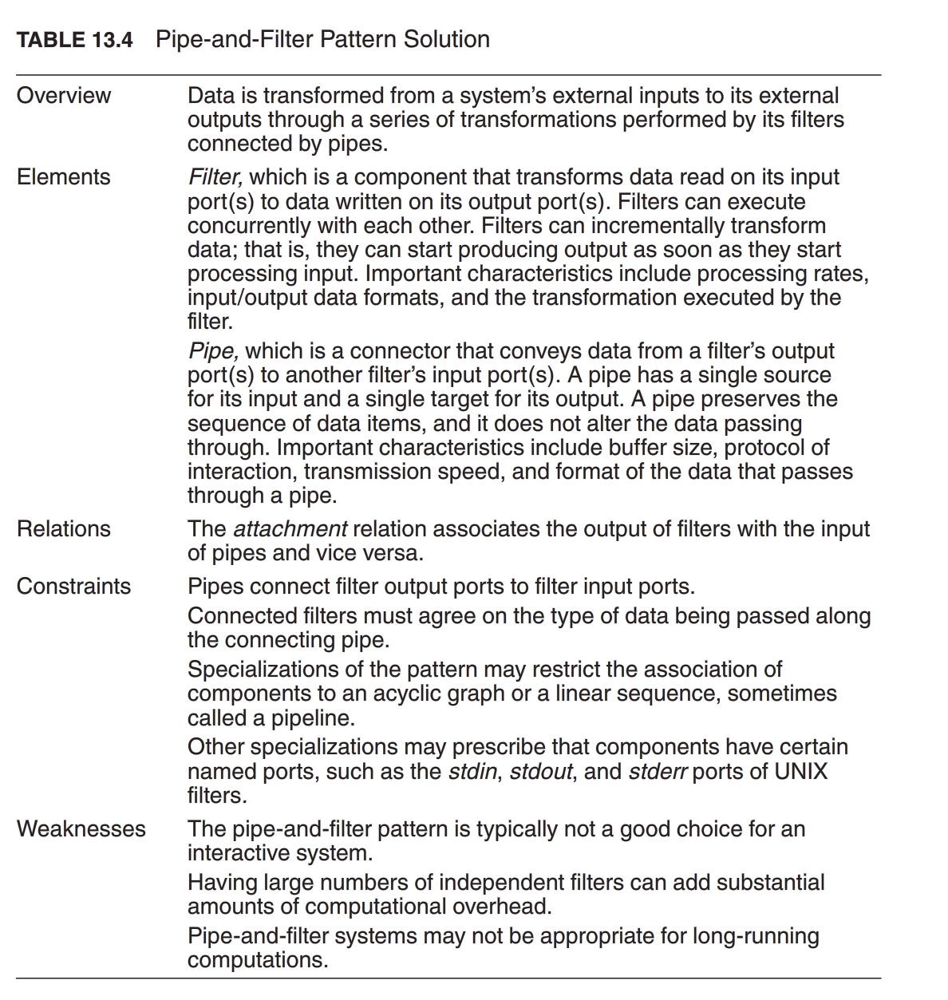 TABLE 13.4 Pipe-and-Filter Pattern Solution
Overview Data is transformed from a system’s external inputs to its external
outputs through a series of transformations performed by its filters
connected by pipes.
Elements Filter, which is a component that transforms data read on its input
port(s) to data written on its output port(s). Filters can execute
concurrently with each other. Filters can incrementally transform
data; that is, they can start producing output as soon as they start
processing input. Important characteristics include processing rates,
input/output data formats, and the transformation executed by the
filter.
Pipe, which is a connector that conveys data from a filter’s output
port(s) to another filter’s input port(s). A pipe has a single source
for its input and a single target for its output. A pipe preserves the
sequence of data items, and it does not alter the data passing
through. Important characteristics include buffer size, protocol of
interaction, transmission speed, and format of the data that passes
through a pipe.
Relations The attachment relation associates the output of filters with the input
of pipes and vice versa.
Constraints Pipes connect filter output ports to filter input ports.
Connected filters must agree on the type of data being passed along
the connecting pipe.
Specializations of the pattern may restrict the association of
components to an acyclic graph or a linear sequence, sometimes
called a pipeline.
Other specializations may prescribe that components have certain
named ports, such as the stdin, stdout, and stderr ports of UNIX
filters.
Weaknesses The pipe-and-filter pattern is typically not a good choice for an
interactive system.
Having large numbers of independent filters can add substantial
amounts of computational overhead.
Pipe-and-filter systems may not be appropriate for long-running
computations.